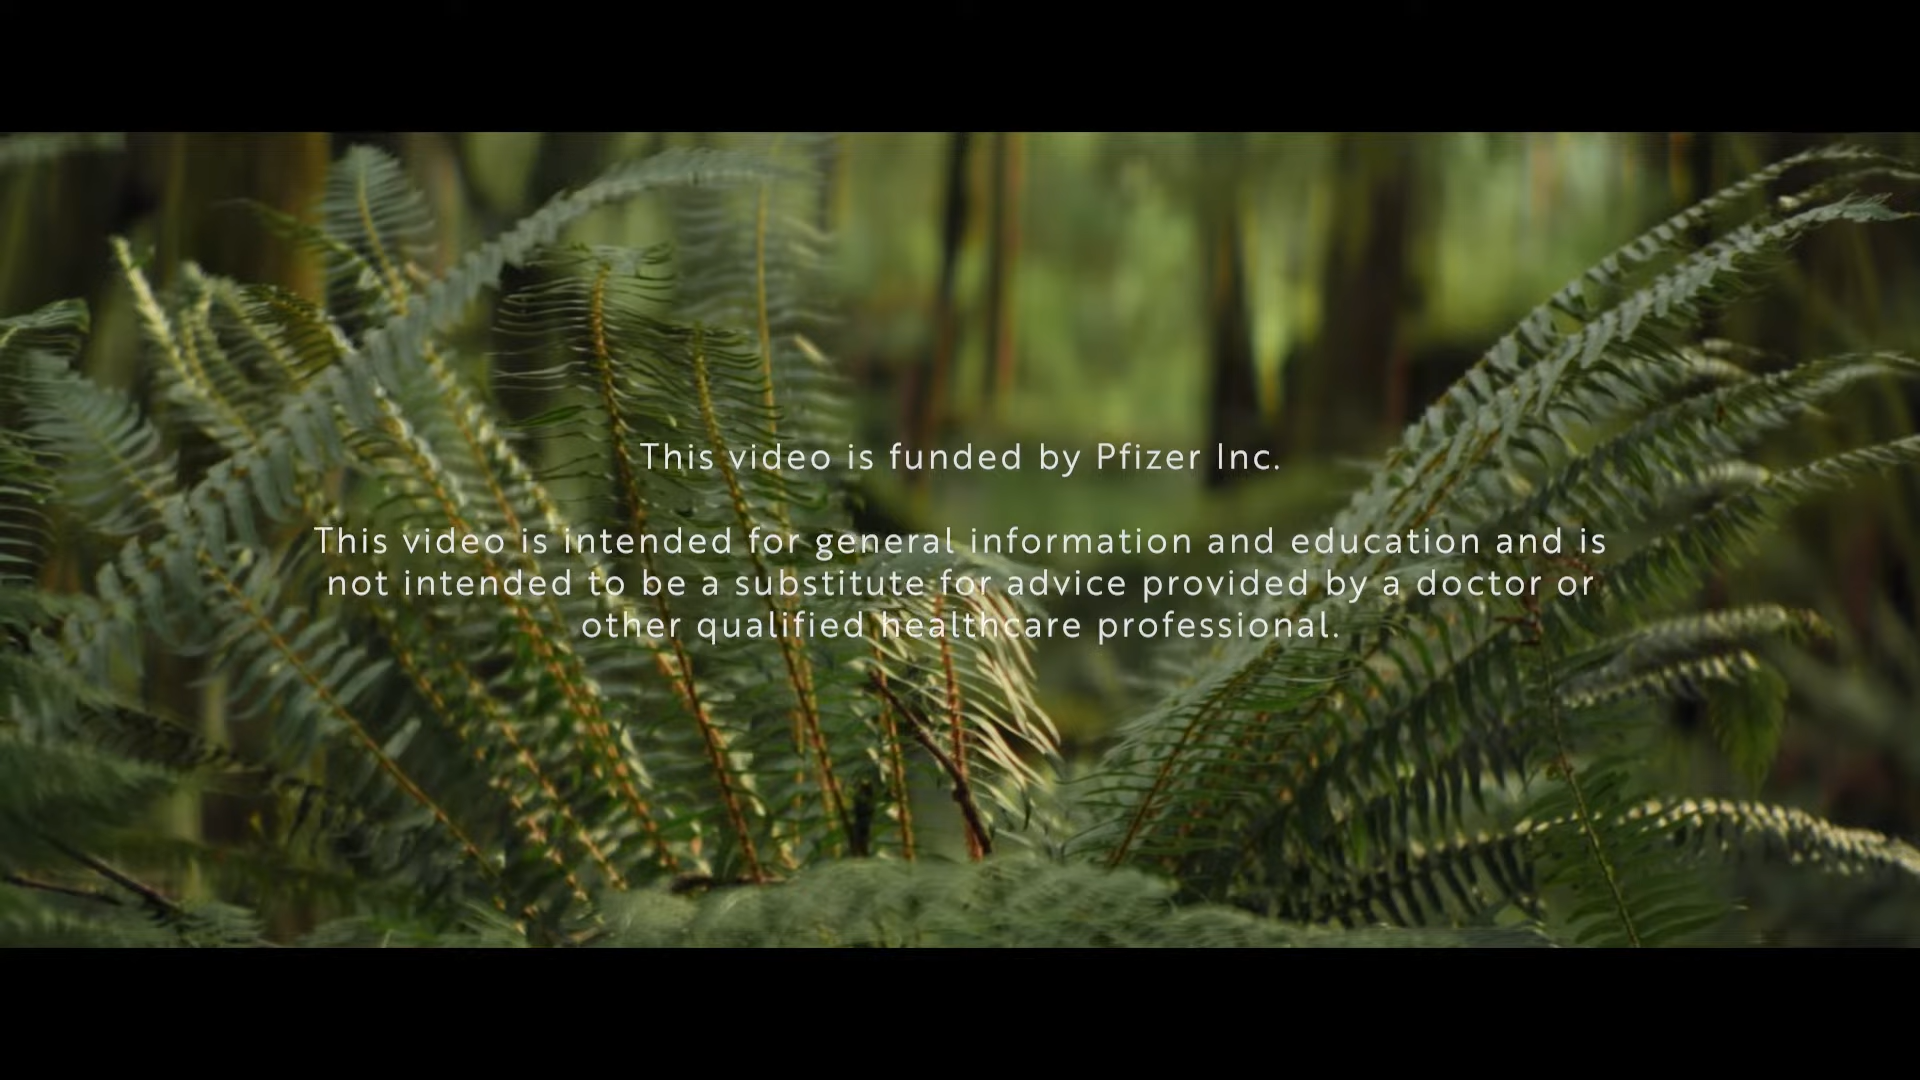 This video is funded by Pfizer Inc.
This video is intended for general information and education and is
not intended to be a substitute for advice provided by a doctor or
other qualified healthcare professional.